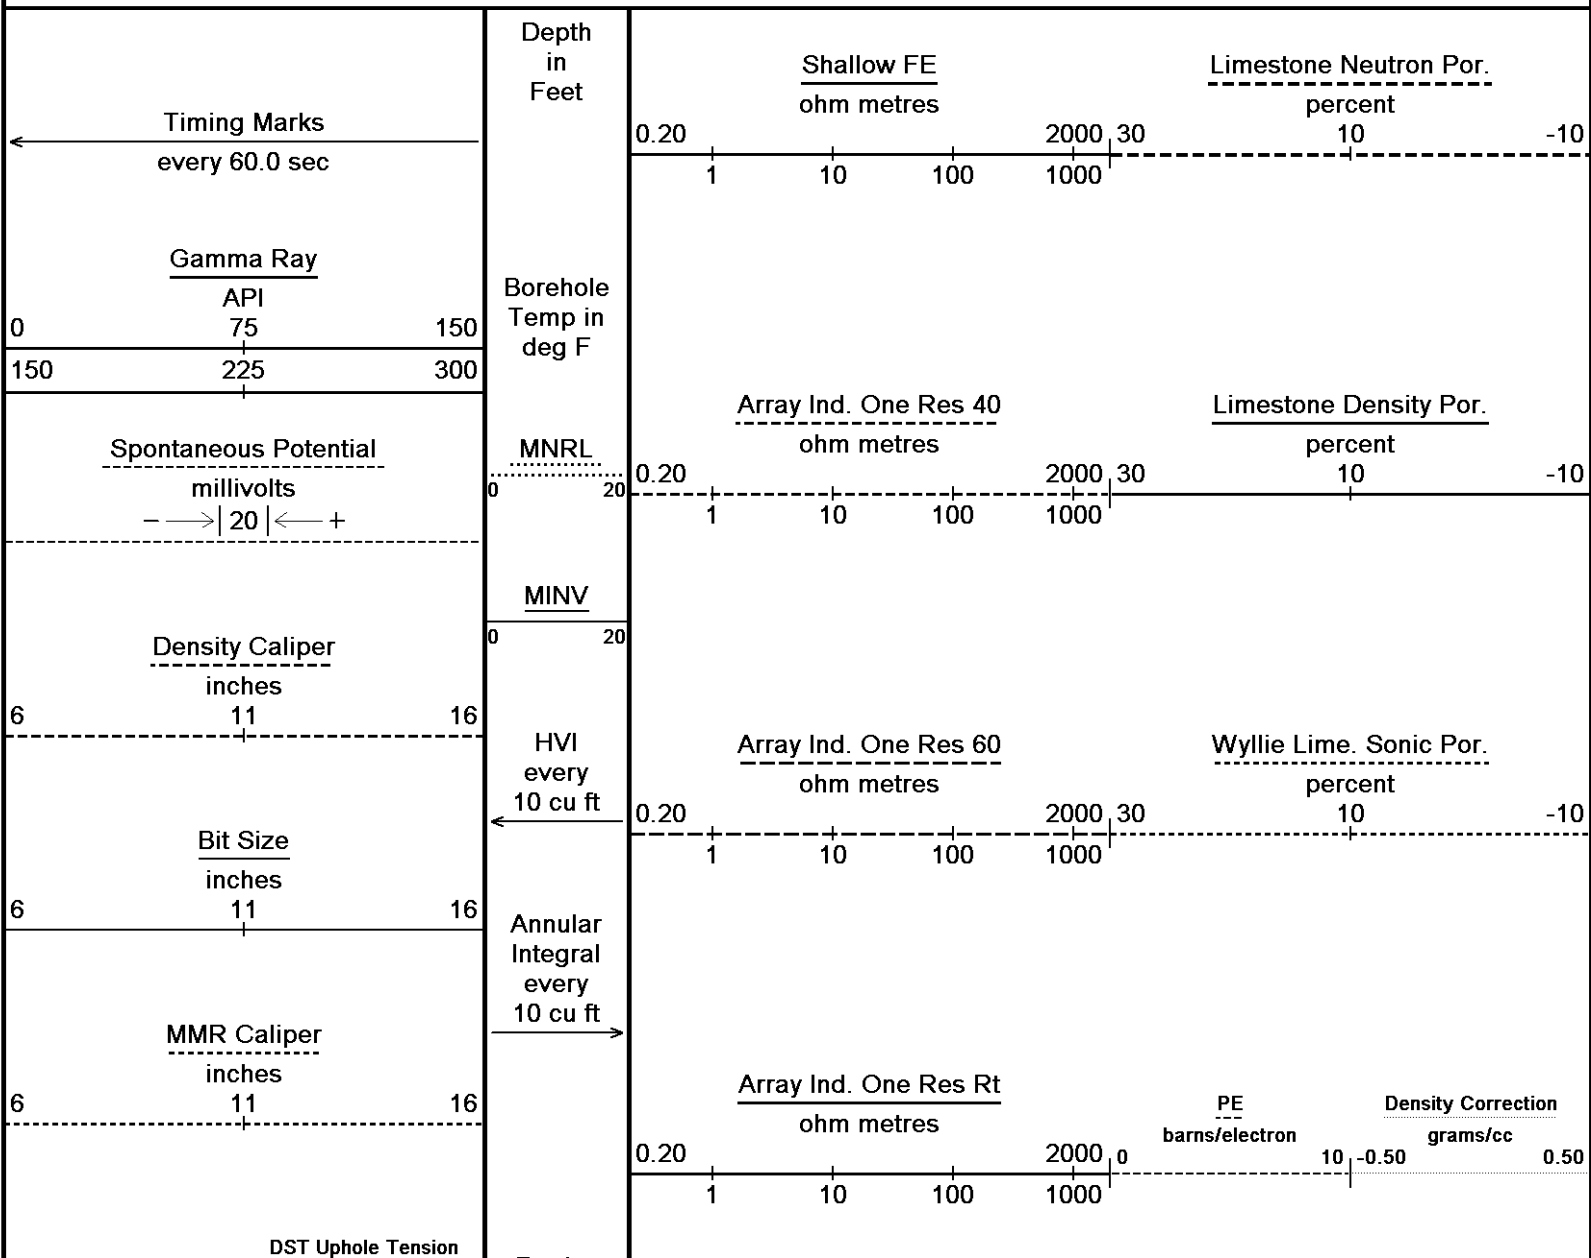 Timing Marks
every 60.0 sec
Gamma Ray
API
0 75 150
150 225 300
Spontaneous Potential
millivolts
− 20 +
Density Caliper
inches
6 11 16
Bit Size
inches
6 11 16
MMR Caliper
inches
6 11 16
DST Uphole Tension
Depth
in
Feet
Borehole
Temp in
deg F
MNRL
0 20
MINV
0 20
HVI
every
10 cu ft
Annular
Integral
every
10 cu ft
Shallow FE
ohm metres
0.20 2000
1 10 100 1000
Array Ind. One Res 40
ohm metres
0.20 2000
1 10 100 1000
Array Ind. One Res 60
ohm metres
0.20 2000
1 10 100 1000
Array Ind. One Res Rt
ohm metres
0.20 2000
1 10 100 1000
Limestone Neutron Por.
percent
30 10 -10
Limestone Density Por.
percent
30 10 -10
Wyllie Lime. Sonic Por.
percent
30 10 -10
PE
barns/electron
0 10
Density Correction
grams/cc
-0.50 0.50